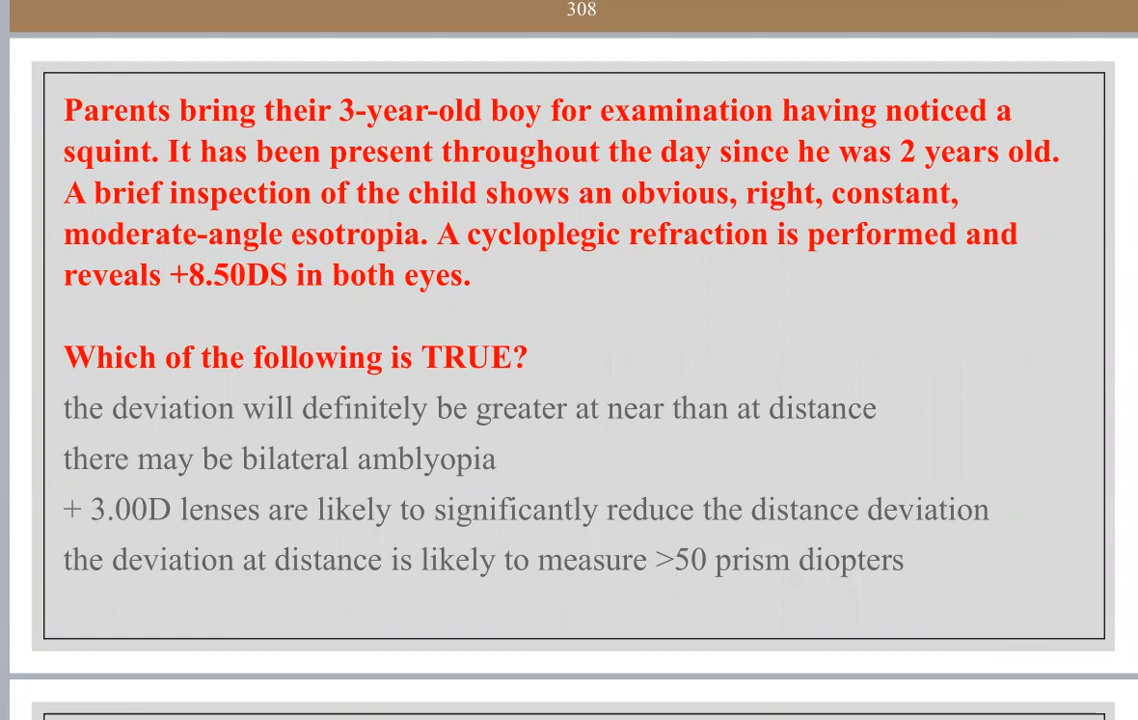 308
Parents bring their 3-year-old boy for examination having noticed a
squint. It has been present throughout the day since he was 2 years old.
A brief inspection of the child shows an obvious, right, constant,
moderate-angle esotropia. A cycloplegic refraction is performed and
reveals +8.50DS in both eyes.
Which of the following is TRUE?
the deviation will definitely be greater at near than at distance
there may be bilateral amblyopia
+ 3.00D lenses are likely to significantly reduce the distance deviation
the deviation at distance is likely to measure >50 prism diopters